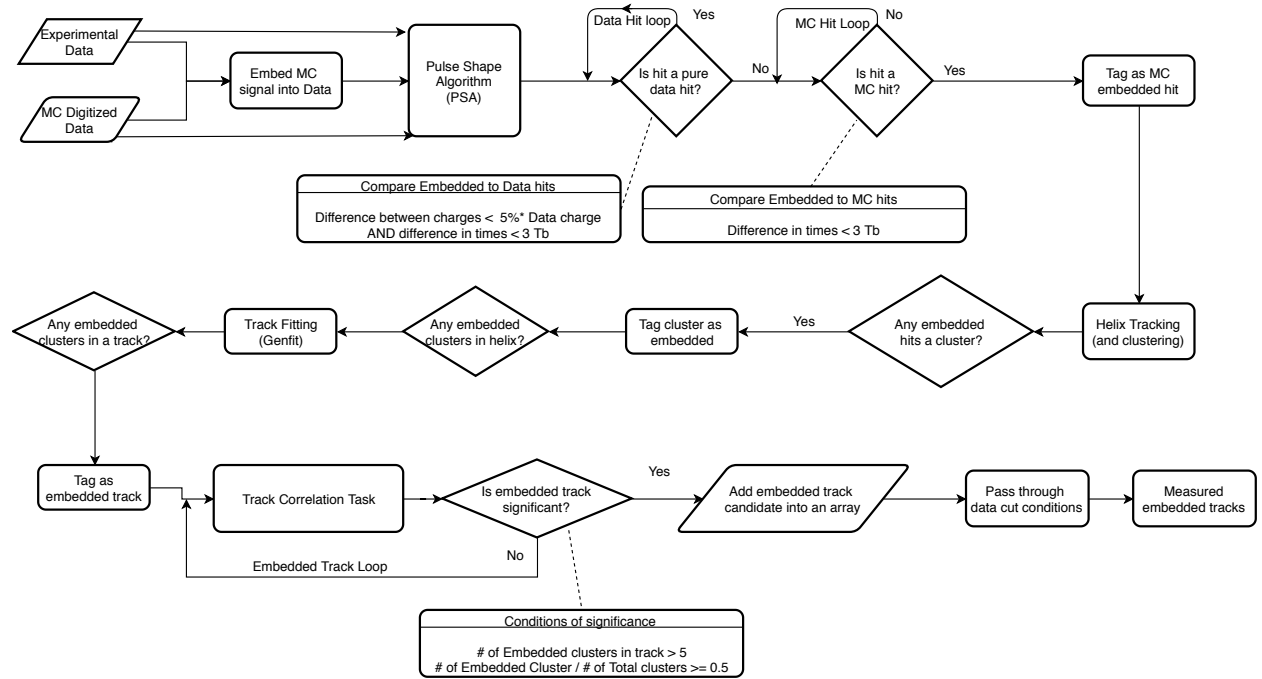 Experimental
Data
MC Digitized
Data
Embed MC
signal into Data
Pulse Shape
Algorithm
(PSA)
Data Hit loop
Yes
Is hit a pure
data hit?
No
MC Hit Loop
No
Is hit a
MC hit?
Yes
Tag as MC
embedded hit
Compare Embedded to Data hits
Difference between charges < 5%* Data charge
AND difference in times < 3 Tb
Compare Embedded to MC hits
Difference in times < 3 Tb
Helix Tracking
(and clustering)
Any embedded
hits a cluster?
Yes
Tag cluster as
embedded
Any embedded
clusters in helix?
Track Fitting
(Genfit)
Any embedded
clusters in a track?
Tag as
embedded track
Track Correlation Task
Is embedded track
significant?
Yes
No
Embedded Track Loop
Add embedded track
candidate into an array
Pass through
data cut conditions
Measured
embedded tracks
Conditions of significance
# of Embedded clusters in track > 5
# of Embedded Cluster / # of Total clusters >= 0.5